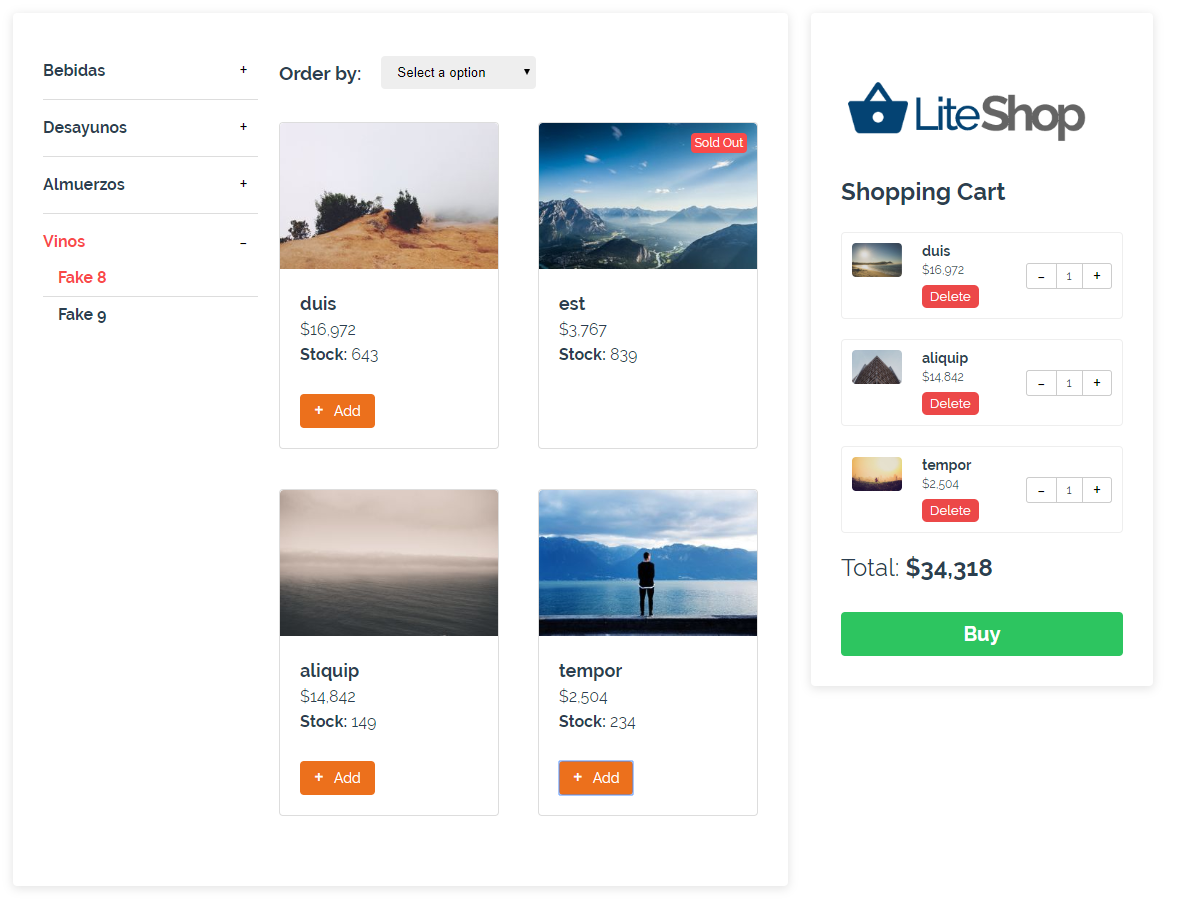 Bebidas +
Desayunos +
Almuerzos +
Vinos -
Fake 8
Fake 9
Order by: Select a option
duis
$16,972
Stock: 643
+ Add
Sold Out
est
$3,767
Stock: 839
aliquip
$14,842
Stock: 149
+ Add
tempor
$2,504
Stock: 234
+ Add
LiteShop
Shopping Cart
duis
$16,972
Delete
- 1 +
aliquip
$14,842
Delete
- 1 +
tempor
$2,504
Delete
- 1 +
Total: $34,318
Buy